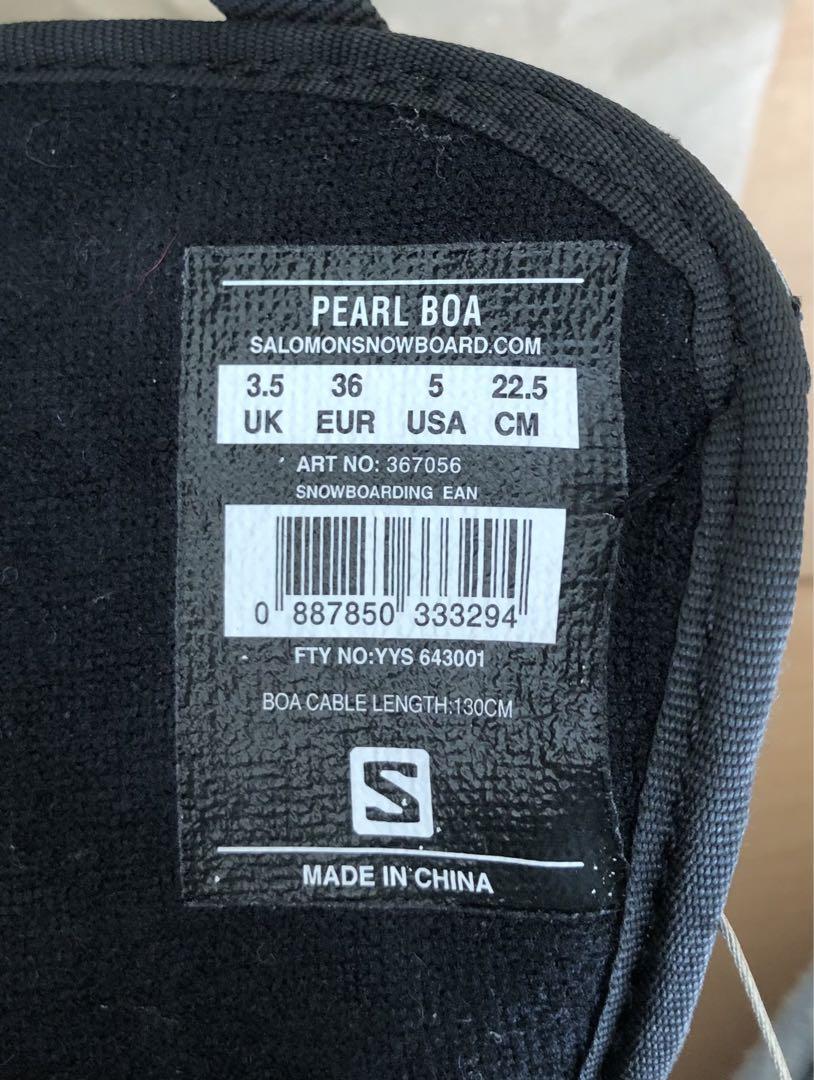 PEARL BOA
SALOMONSNOWBOARD.COM
3.5 36 5 22.5
UK EUR USA CM
ART NO: 367056
SNOWBOARDING EAN
0 887850 333294
FTY NO:YYS 643001
BOA CABLE LENGTH:130CM
S
MADE IN CHINA